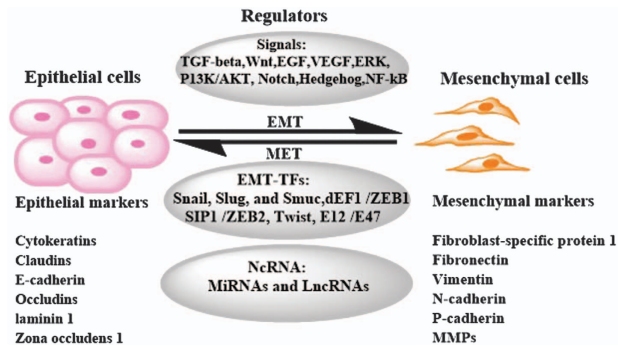 Regulators
Signals:
TGF-beta,Wnt,EGF,VEGF,ERK,
P13K/AKT, Notch,Hedgehog,NF-kB
Epithelial cells
Mesenchymal cells
EMT
MET
EMT-TFs:
Snail, Slug, and Smuc,dEF1 /ZEB1
SIP1 /ZEB2, Twist, E12 /E47
NcRNA:
MiRNAs and LncRNAs
Epithelial markers
Cytokeratins
Claudins
E-cadherin
Occludins
laminin 1
Zona occludens 1
Mesenchymal markers
Fibroblast-specific protein 1
Fibronectin
Vimentin
N-cadherin
P-cadherin
MMPs